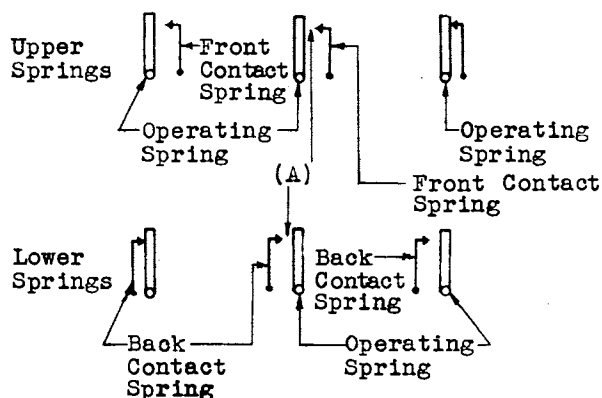 Upper
Springs
Front
Contact
Spring
Operating
Spring
Operating
Spring
(A)
Front Contact
Spring
Lower
Springs
Back
Contact
Spring
Back
Contact
Spring
Operating
Spring